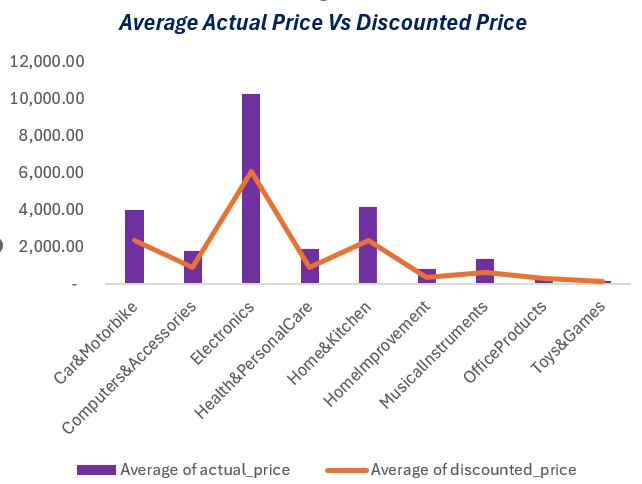 Average Actual Price Vs Discounted Price
12,000.00
10,000.00
8,000.00
6,000.00
4,000.00
2,000.00
-
Car&Motorbike
Computers&Accessories
Electronics
Health&PersonalCare
Home&Kitchen
HomeImprovement
MusicalInstruments
OfficeProducts
Toys&Games
Average of actual_price
Average of discounted_price